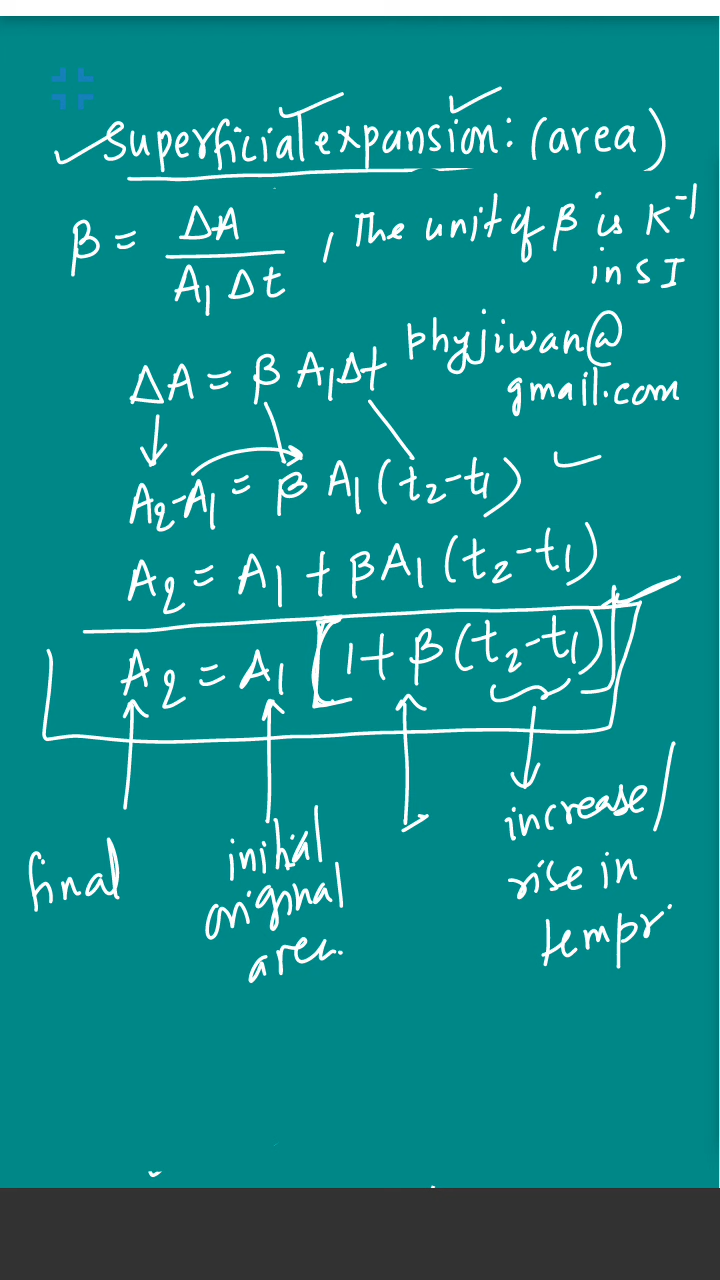 Superficial expansion: (area)
β = ΔA / A₁ Δt , The unit of β is K⁻¹
in SI
ΔA = β A₁Δt
phyjiwan@
gmail.com
A₂-A₁ = β A₁ (t₂-t₁)
A₂ = A₁ + βA₁ (t₂-t₁)
A₂ = A₁ [1+ β (t₂-t₁)]
final
initial
original
area.
increase/
rise in
tempr.